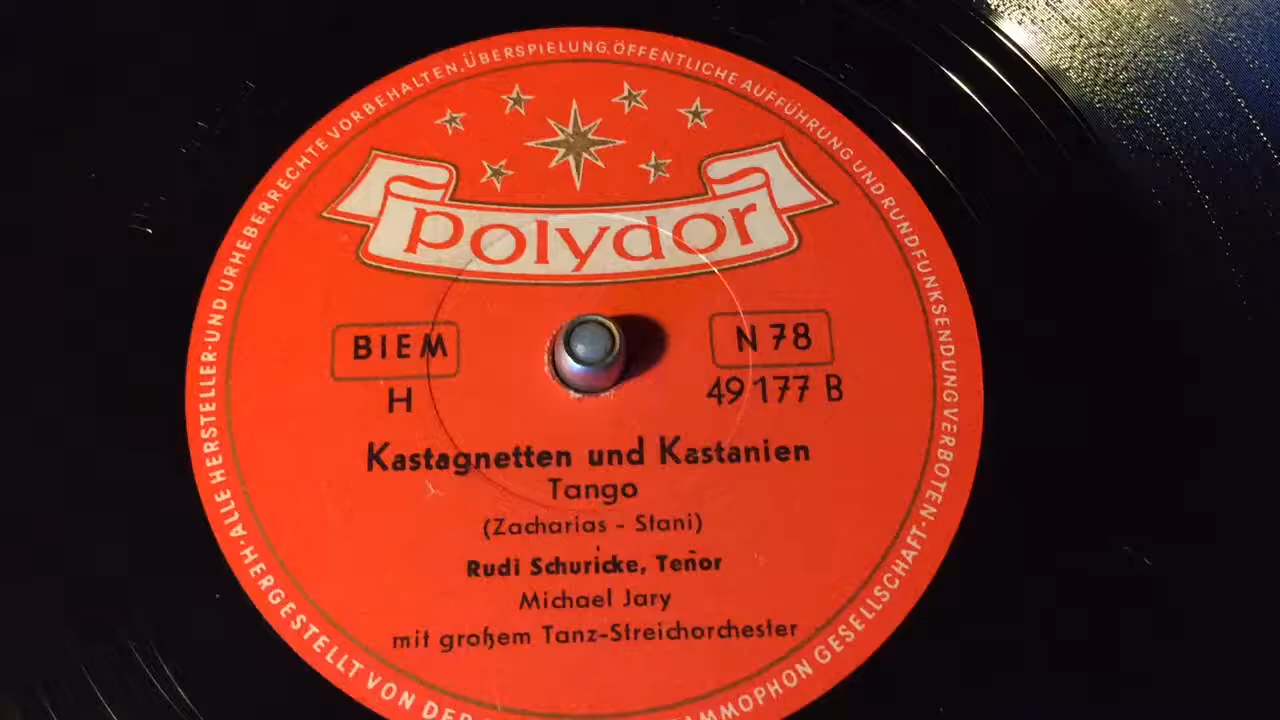 HERGESTELLT VON DER
AMMOPHON GESELLSCHAFT·
ALLE HERSTELLER-UND URHEBERRECHTE VORBEHALTEN, ÜBERSPIELUNG, ÖFFENTLICHE AUFFÜHRUNG UND RUNDFUNKSENDUNG VERBOTEN·
polydor
BIEM
N 78
H
49 177 B
Kastagnetten und Kastanien
Tango
(Zacharias - Stani)
Rudi Schuricke, Tenor
Michael Jary
mit großem Tanz-Streichorchester